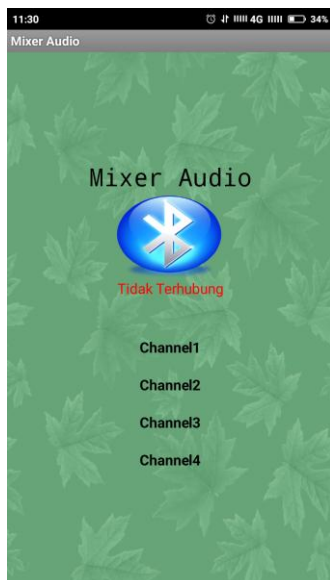 11:30 4G 34%
Mixer Audio
Mixer Audio
Tidak Terhubung
Channel1
Channel2
Channel3
Channel4